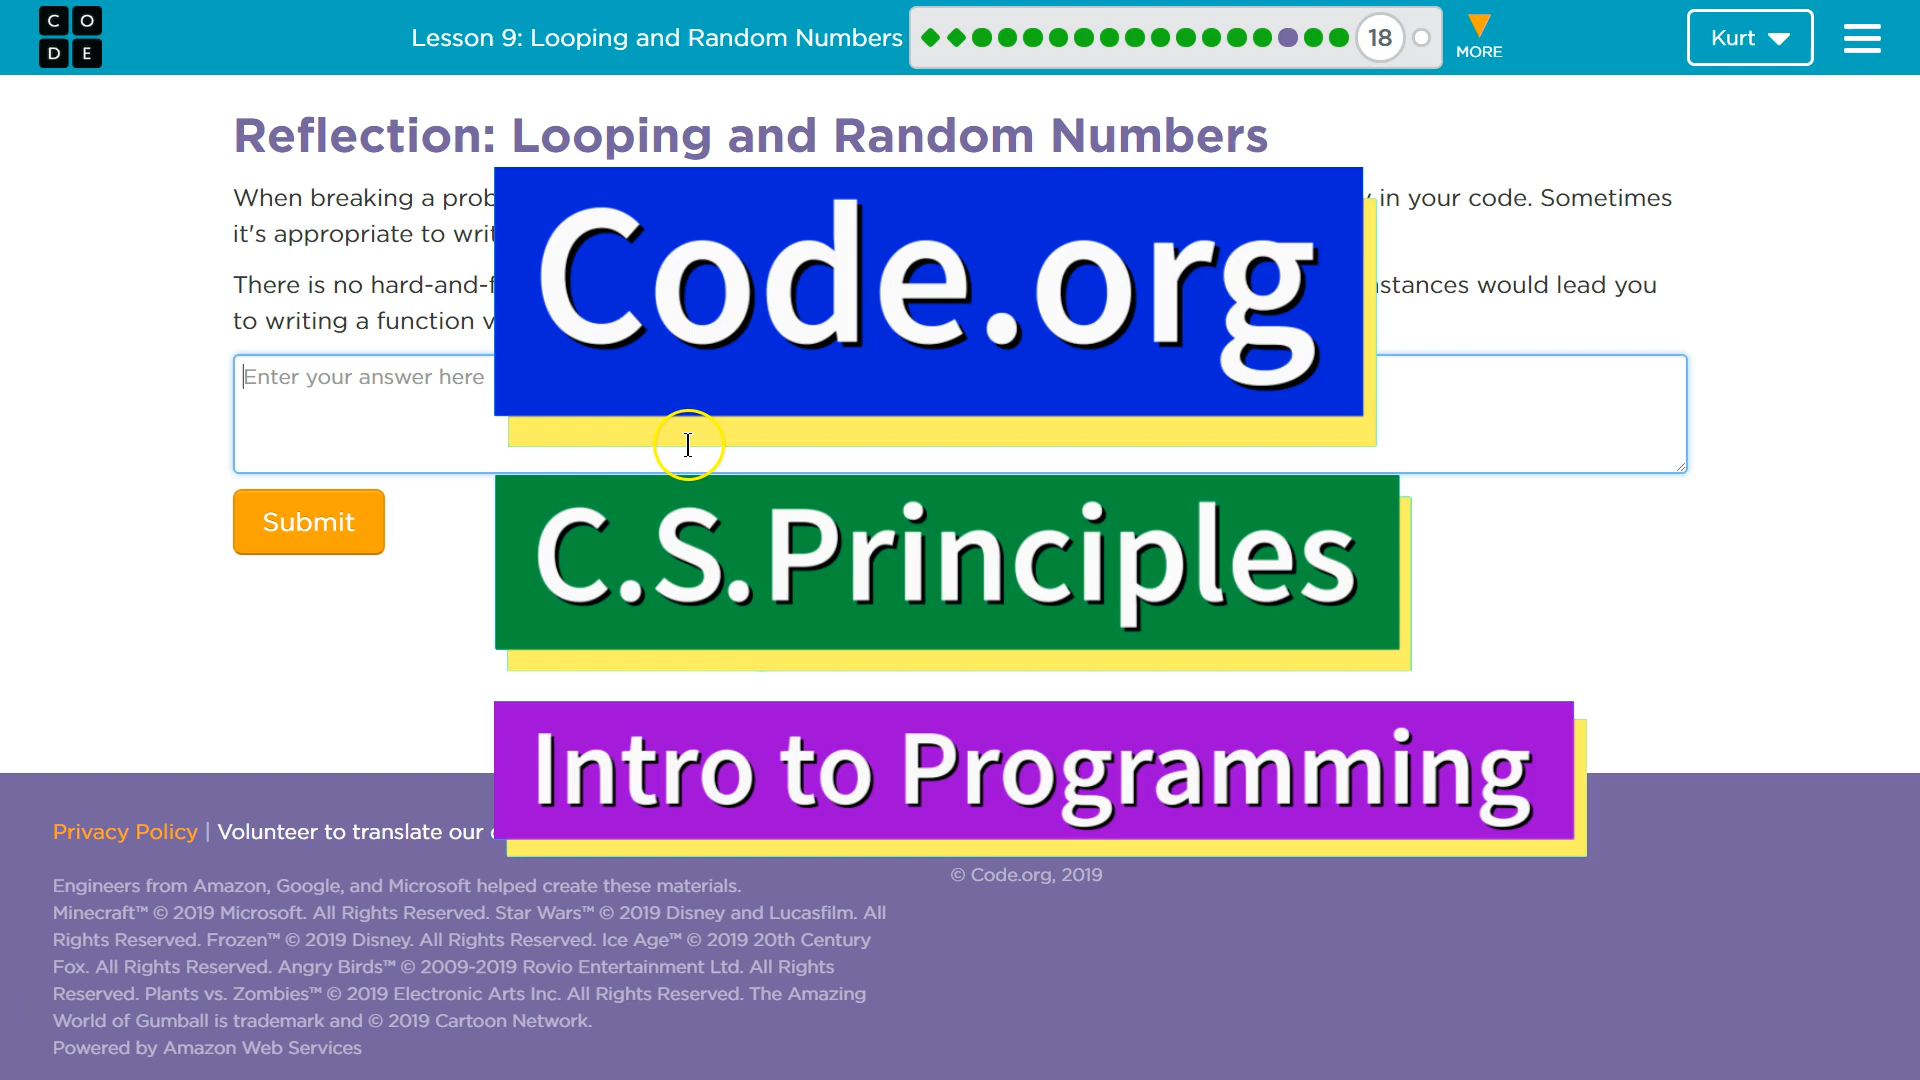 C O
D E
Lesson 9: Looping and Random Numbers
18
MORE
Kurt
Reflection: Looping and Random Numbers
When breaking a in your code. Sometimes
it's appropriate to
There is no would lead you
to writing a function
Enter your answer here
Submit
Code.org
C.S.Principles
Intro to Programming
Privacy Policy | Volunteer to translate our
© Code.org, 2019
Engineers from Amazon, Google, and Microsoft helped create these materials.
Minecraft™ © 2019 Microsoft. All Rights Reserved. Star Wars™ © 2019 Disney and Lucasfilm. All
Rights Reserved. Frozen™ © 2019 Disney. All Rights Reserved. Ice Age™ © 2019 20th Century
Fox. All Rights Reserved. Angry Birds™ © 2009-2019 Rovio Entertainment Ltd. All Rights
Reserved. Plants vs. Zombies™ © 2019 Electronic Arts Inc. All Rights Reserved. The Amazing
World of Gumball is trademark and © 2019 Cartoon Network.
Powered by Amazon Web Services